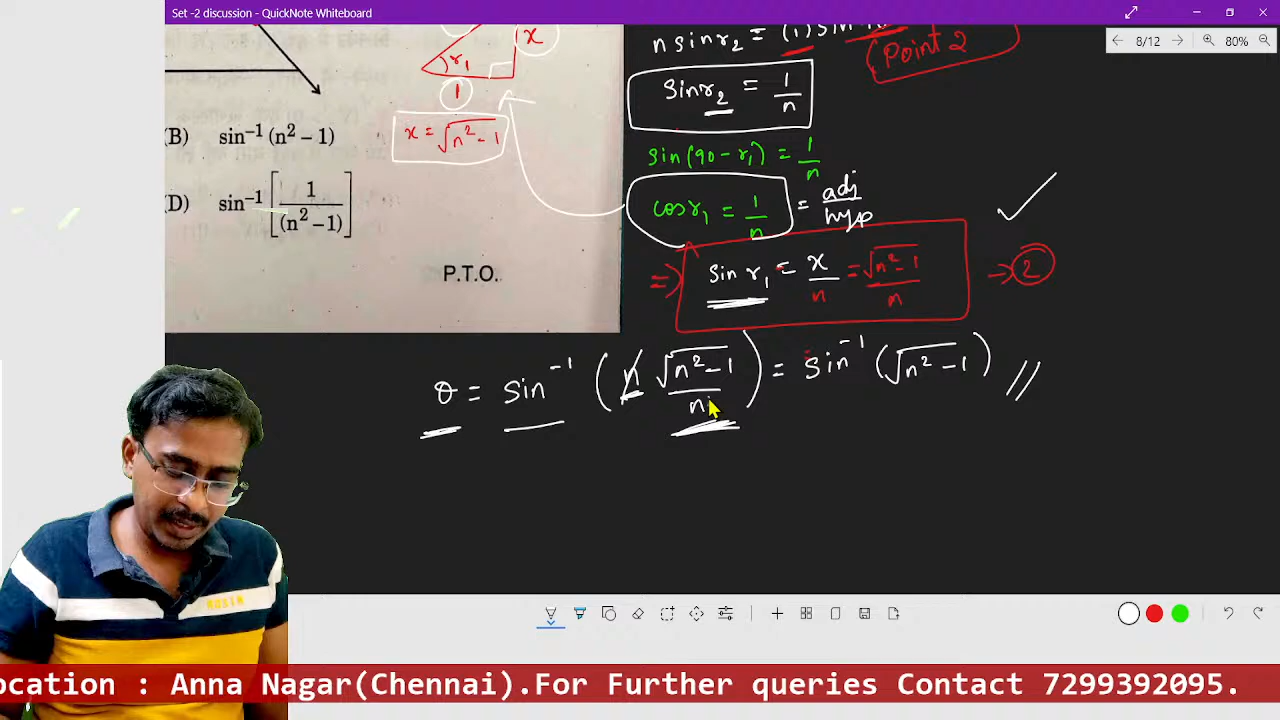 Set -2 discussion - QuickNote Whiteboard
8/12
80%
n sin r₂ = (1) sin
Point 2
sin r₂ = 1/n
r₁
x
1
x = √n² - 1
(B) sin⁻¹ (n² – 1)
sin(90 - r₁) = 1/n
(D) sin⁻¹ [1/(n² –1)]
cos r₁ = 1/n = adj/hyp
P.T.O.
⇒ sin r₁ = x/n = √n²-1/n → 2
θ = sin⁻¹ (n √n²-1/n) = sin⁻¹ (√n² -1) //
ocation : Anna Nagar(Chennai).For Further queries Contact 7299392095.